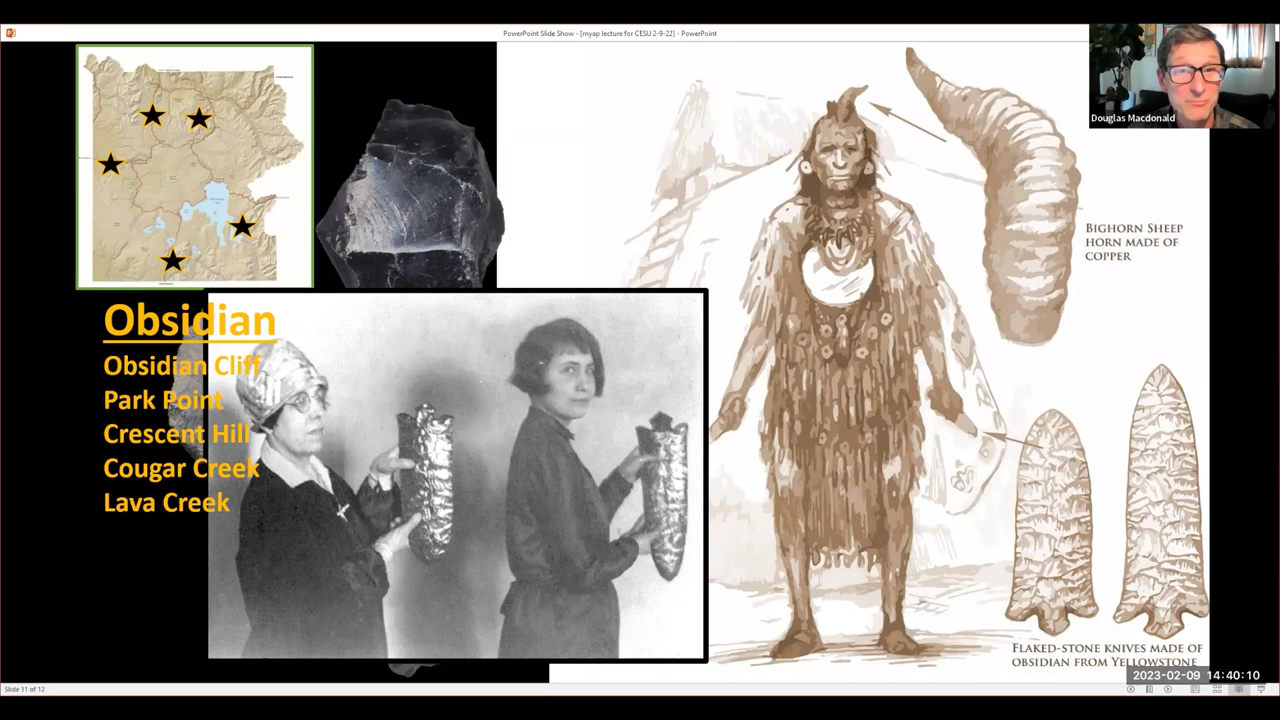 PowerPoint Slide Show - [myap lecture for CESU 2-9-22] - PowerPoint
Douglas Macdonald
Obsidian
Obsidian Cliff
Park Point
Crescent Hill
Cougar Creek
Lava Creek
Bighorn Sheep
horn made of
copper
Flaked-stone knives made of
obsidian from Yellowstone
2023-02-09 14:40:10
Slide 11 of 12